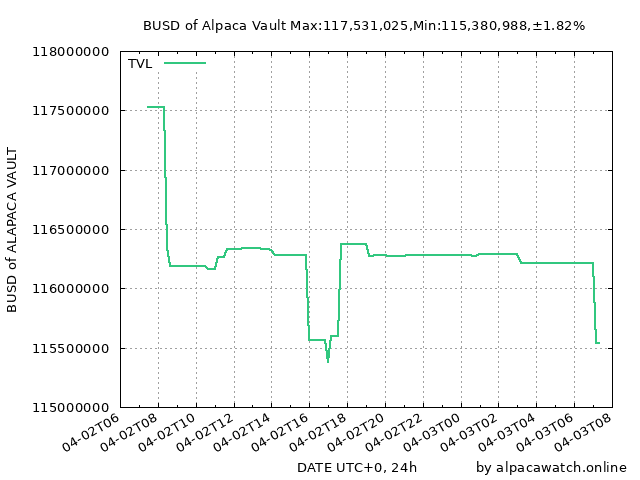 BUSD of Alpaca Vault Max:117,531,025,Min:115,380,988,±1.82%
118000000
TVL
117500000
117000000
116500000
116000000
115500000
115000000
BUSD of ALAPACA VAULT
04-02T06
04-02T08
04-02T10
04-02T12
04-02T14
04-02T16
04-02T18
04-02T20
04-02T22
04-03T00
04-03T02
04-03T04
04-03T06
04-03T08
DATE UTC+0, 24h
by alpacawatch.online